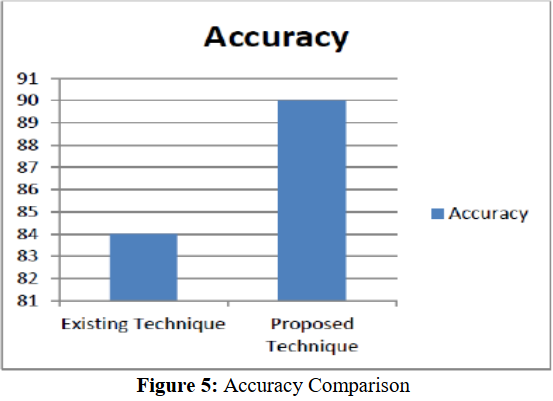 Accuracy
91
90
89
88
87
86
85
84
83
82
81
Existing Technique
Proposed
Technique
Accuracy
Figure 5: Accuracy Comparison